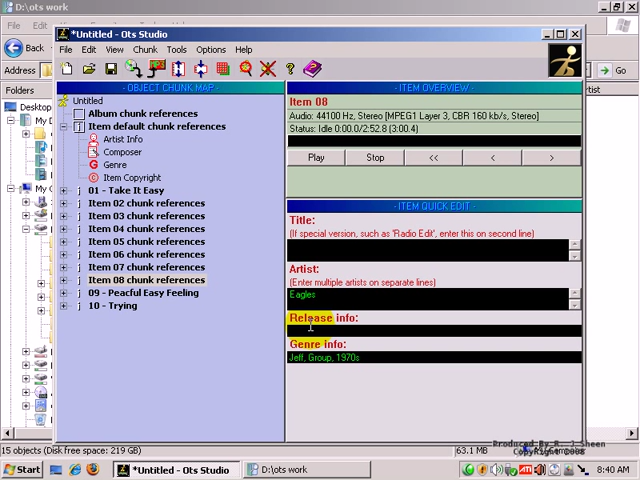 D:\ots work
File Edit
*Untitled - Ots Studio
Back
File Edit View Chunk Tools Options Help
Address
Go
Folders
- OBJECT CHUNK MAP -
- ITEM OVERVIEW -
Desktop
Untitled
Album chunk references
Item default chunk references
Artist Info
Composer
Genre
Item Copyright
01 - Take It Easy
Item 02 chunk references
Item 03 chunk references
Item 04 chunk references
Item 05 chunk references
Item 06 chunk references
Item 07 chunk references
Item 08 chunk references
09 - Peacful Easy Feeling
10 - Trying
Item 08
Audio: 44100 Hz, Stereo [MPEG1 Layer 3, CBR 160 kb/s, Stereo]
Status: Idle 0:00.0/2:52.8 (3:00.4)
Play Stop << < >
- ITEM QUICK EDIT -
Title:
(If special version, such as 'Radio Edit', enter this on second line)
Artist:
(Enter multiple artists on separate lines)
Eagles
Release info:
Genre info:
Jeff, Group, 1970s
Produced By R. J Sheen
CopyRight 2008
15 objects (Disk free space: 219 GB)
63.1 MB
Start
*Untitled - Ots Studio
D:\ots work
8:40 AM